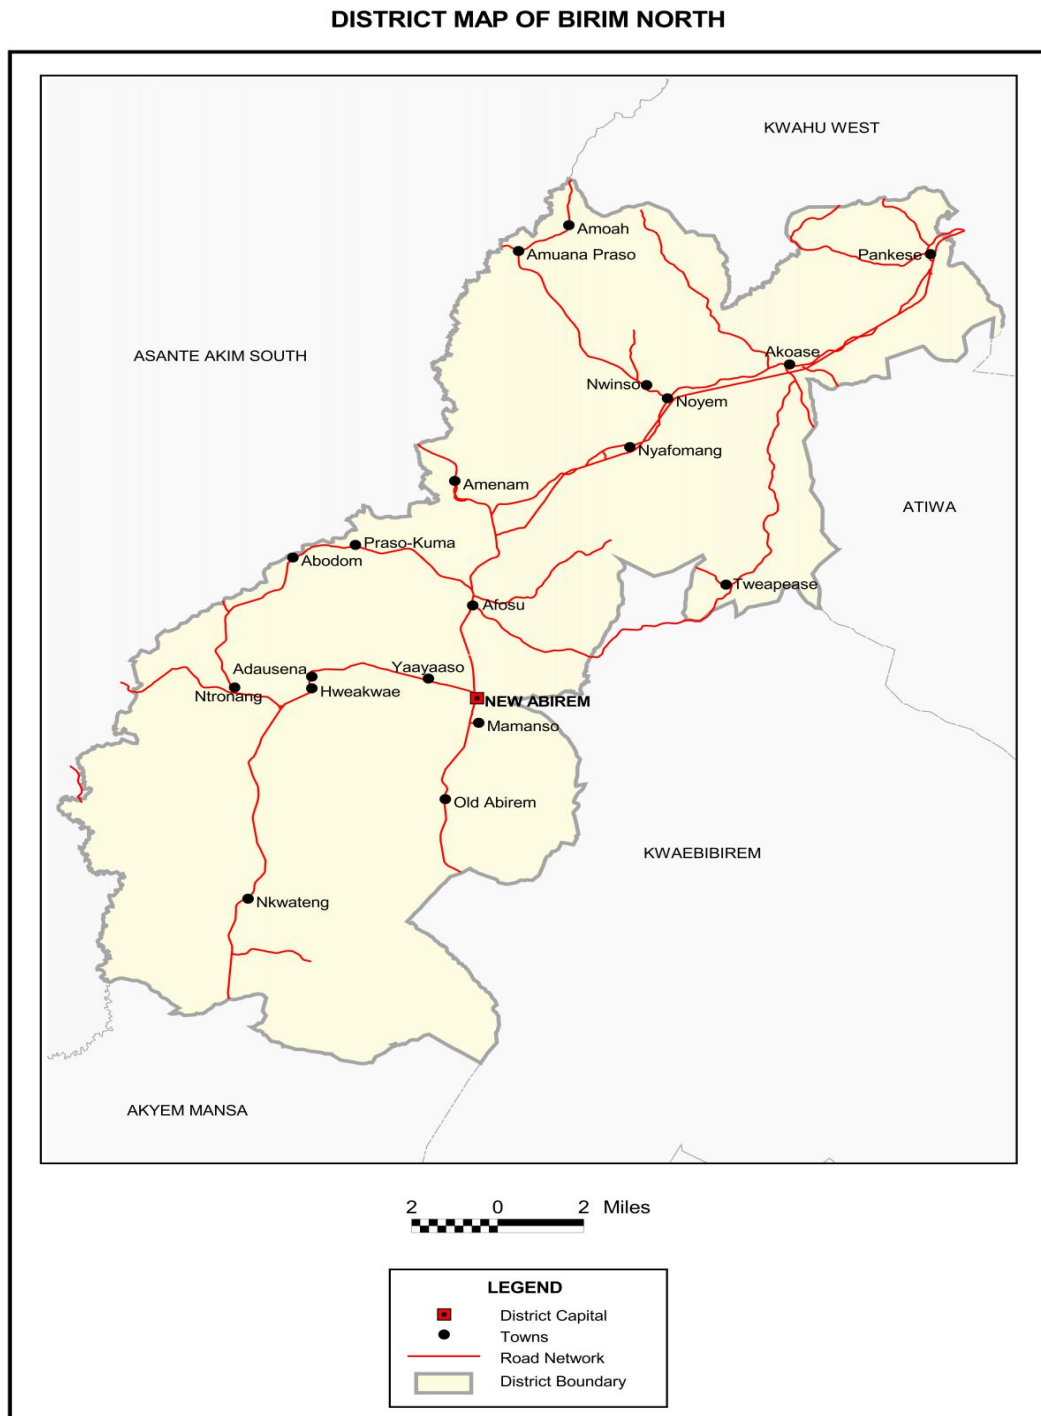 DISTRICT MAP OF BIRIM NORTH
KWAHU WEST
Amoah
Amuana Praso
Pankese
ASANTE AKIM SOUTH
Akoase
Nwinso
Noyem
Nyafomang
Amenam
ATIWA
Praso-Kuma
Abodom
Tweapease
Afosu
Adausena
Yaayaaso
Ntronang
Hweakwae
NEW ABIREM
Mamanso
Old Abirem
KWAEBIBIREM
Nkwateng
AKYEM MANSA
2 0 2 Miles
LEGEND
District Capital
Towns
Road Network
District Boundary